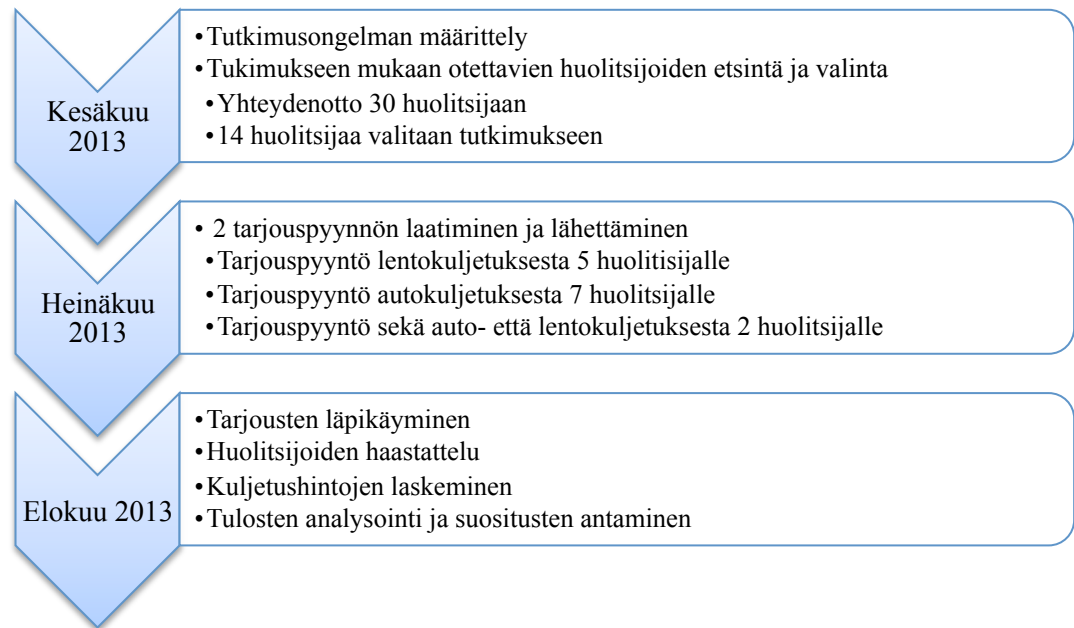 Kesäkuu
2013
•Tutkimusongelman määrittely
•Tukimukseen mukaan otettavien huolitsijoiden etsintä ja valinta
•Yhteydenotto 30 huolitsijaan
•14 huolitsijaa valitaan tutkimukseen
Heinäkuu
2013
• 2 tarjouspyynnön laatiminen ja lähettäminen
•Tarjouspyyntö lentokuljetuksesta 5 huolitisijalle
•Tarjouspyyntö autokuljetuksesta 7 huolitsijalle
•Tarjouspyyntö sekä auto- että lentokuljetuksesta 2 huolitsijalle
Elokuu 2013
•Tarjousten läpikäyminen
•Huolitsijoiden haastattelu
•Kuljetushintojen laskeminen
•Tulosten analysointi ja suositusten antaminen